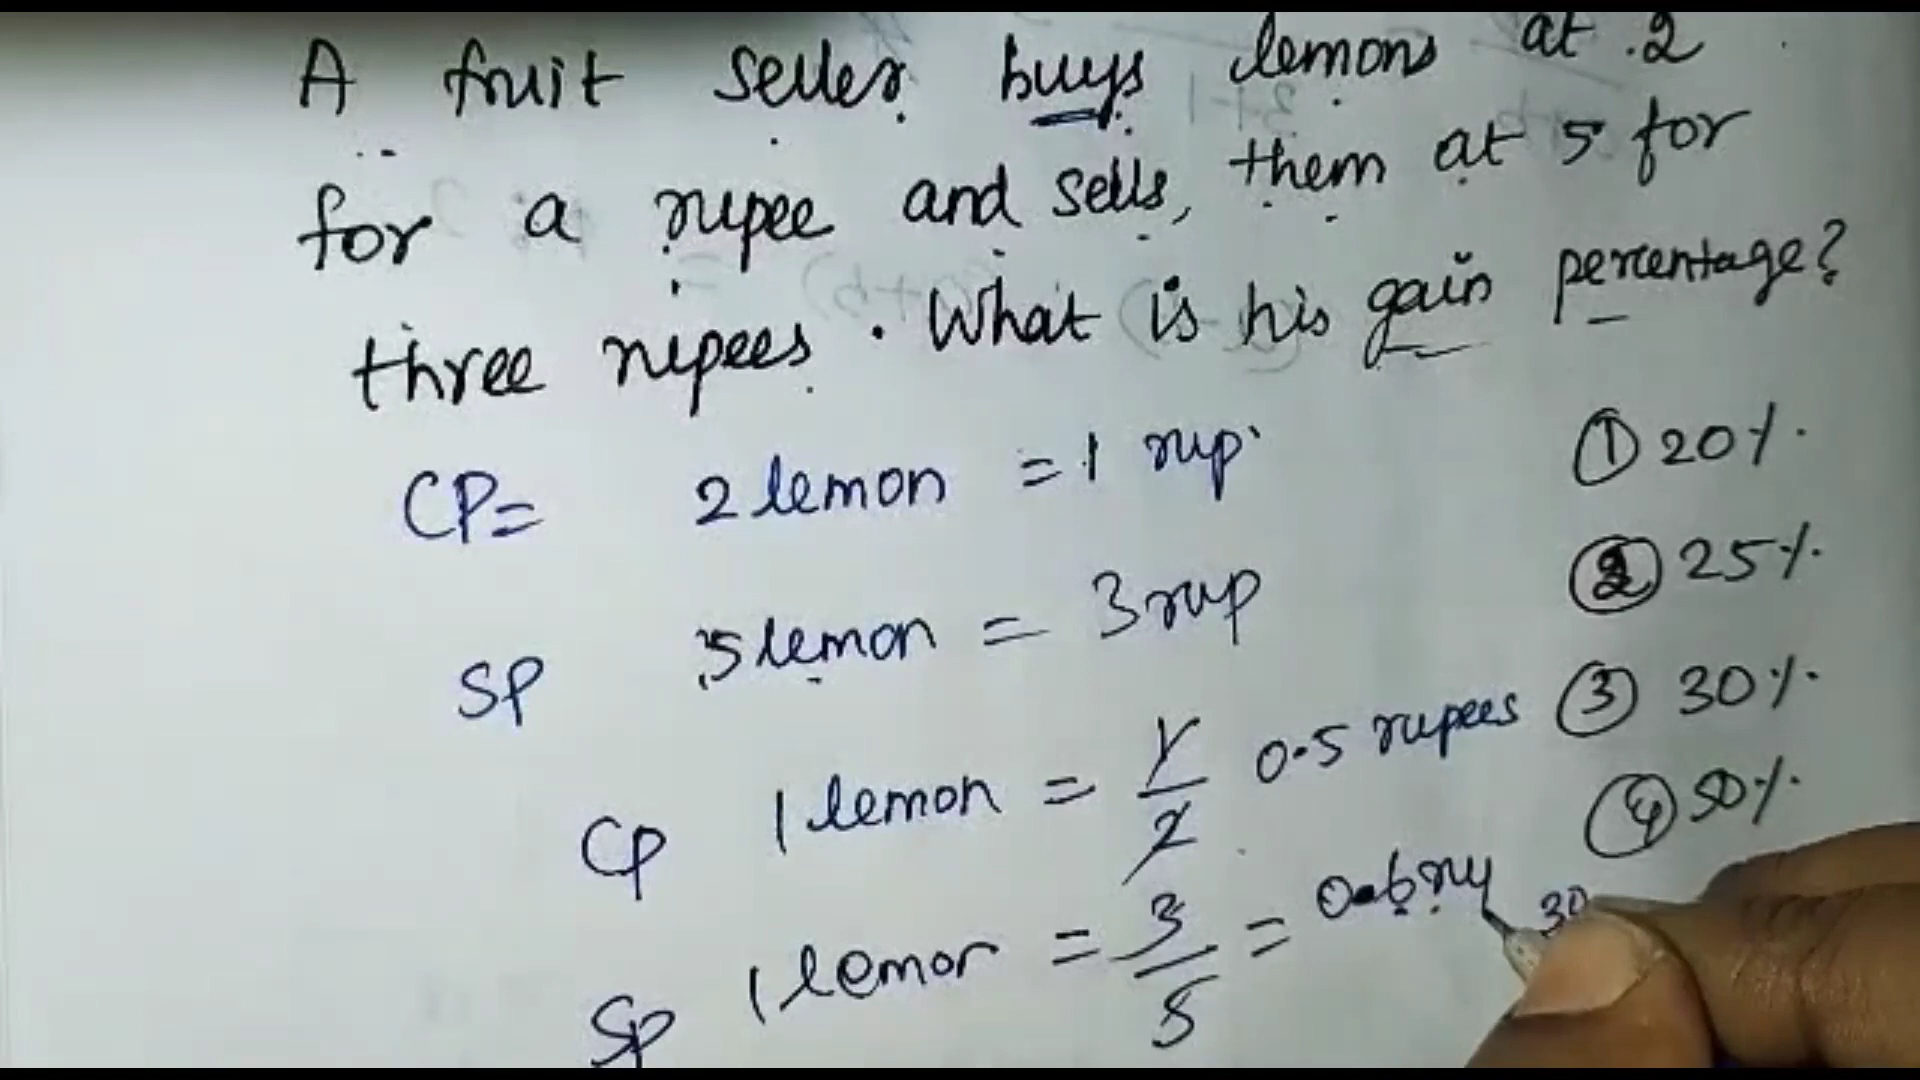 A fruit seller buys lemons at 2
for a rupee and sells, them at 5 for
three rupees. What is his gain percentage?
CP= 2 lemon = 1 rup.
① 20%.
② 25%.
SP 5 lemon = 3 rup
③ 30%.
CP 1 lemon = 1/2 0.5 rupees
④ 50%.
SP 1 lemon = 3/5 = 0.6 ru
30